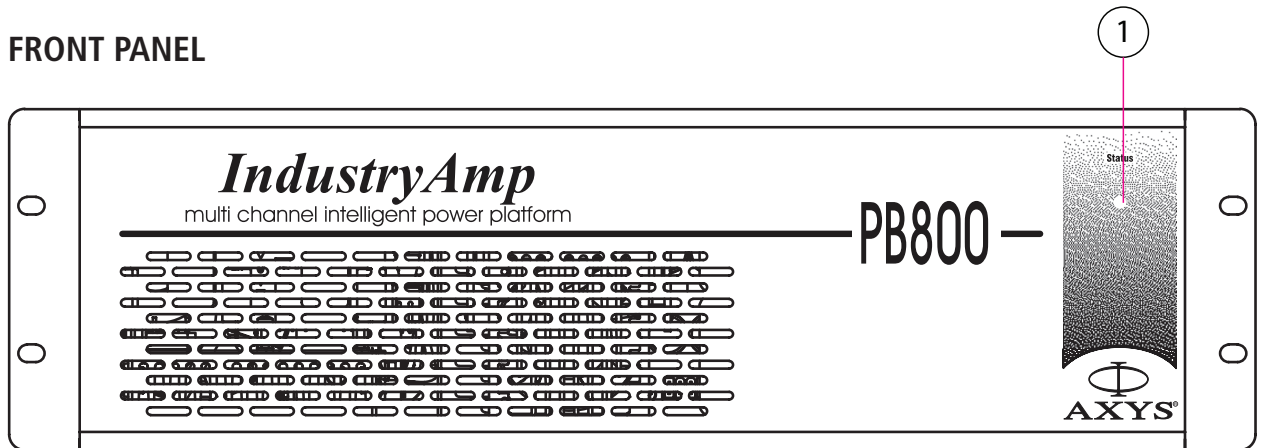 1
FRONT PANEL
Status
IndustryAmp
multi channel intelligent power platform
PB800
AXYS®